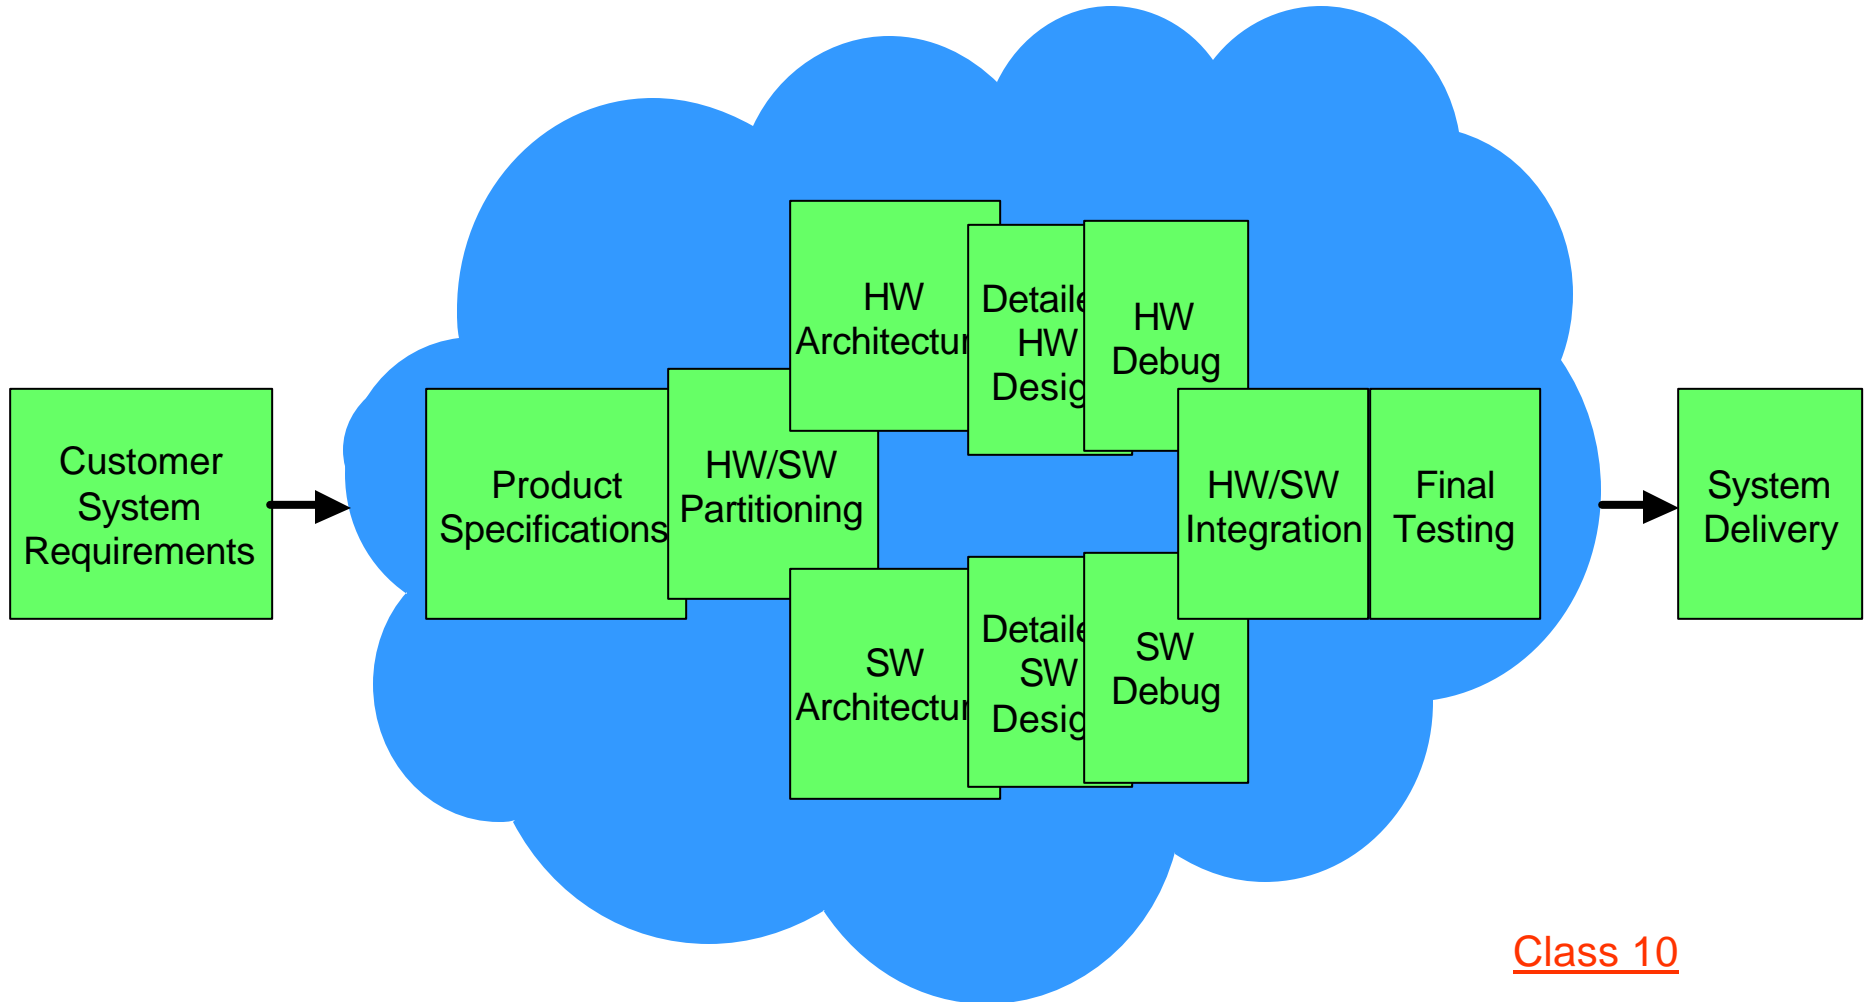 Customer
System
Requirements
Product
Specifications
HW/SW
Partitioning
HW
Architectur
Detaile
HW
Desig
HW
Debug
SW
Architectur
Detaile
SW
Desig
SW
Debug
HW/SW
Integration
Final
Testing
System
Delivery
Class 10